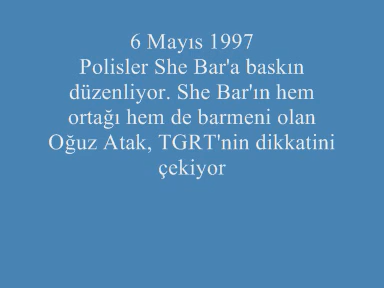 6 Mayıs 1997
Polisler She Bar'a baskın
düzenliyor. She Bar'ın hem
ortağı hem de barmeni olan
Oğuz Atak, TGRT'nin dikkatini
çekiyor